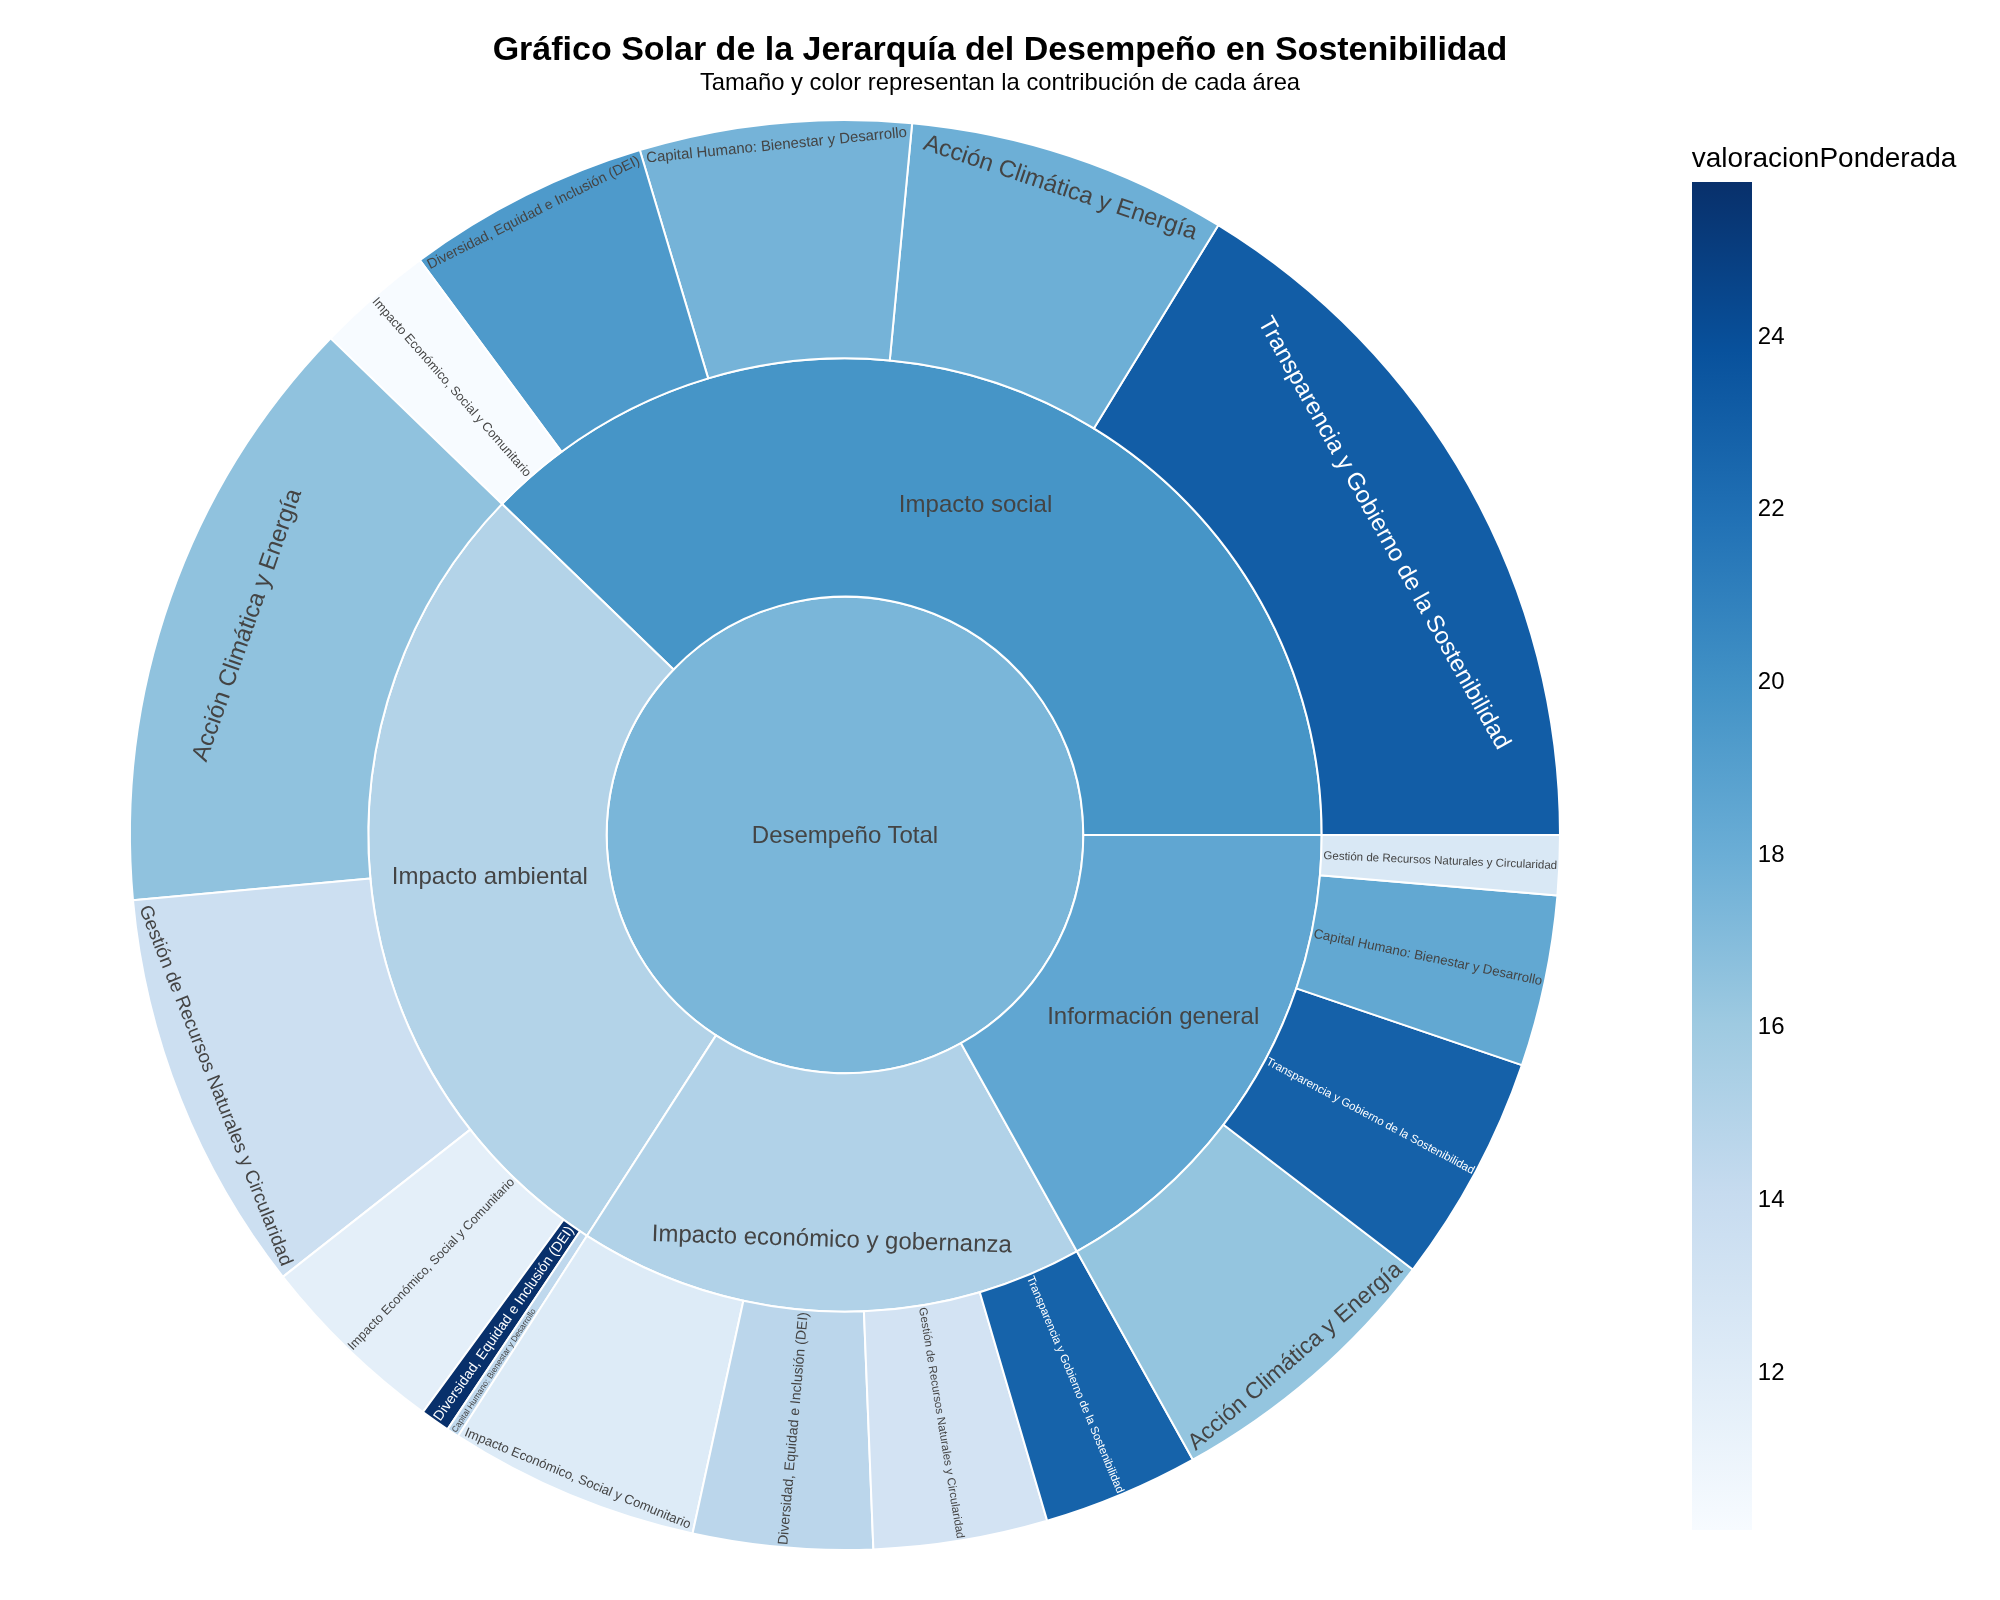 Gráfico Solar de la Jerarquía del Desempeño en Sostenibilidad
Tamaño y color representan la contribución de cada área
valoracionPonderada
24
22
20
18
16
14
12
Desempeño Total
Impacto social
Transparencia y Gobierno de la Sostenibilidad
Acción Climática y Energía
Capital Humano: Bienestar y Desarrollo
Diversidad, Equidad e Inclusión (DEI)
Impacto Económico, Social y Comunitario
Impacto ambiental
Acción Climática y Energía
Gestión de Recursos Naturales y Circularidad
Impacto Económico, Social y Comunitario
Diversidad, Equidad e Inclusión (DEI)
Capital Humano: Bienestar y Desarrollo
Impacto económico y gobernanza
Impacto Económico, Social y Comunitario
Diversidad, Equidad e Inclusión (DEI)
Gestión de Recursos Naturales y Circularidad
Transparencia y Gobierno de la Sostenibilidad
Información general
Acción Climática y Energía
Transparencia y Gobierno de la Sostenibilidad
Capital Humano: Bienestar y Desarrollo
Gestión de Recursos Naturales y Circularidad